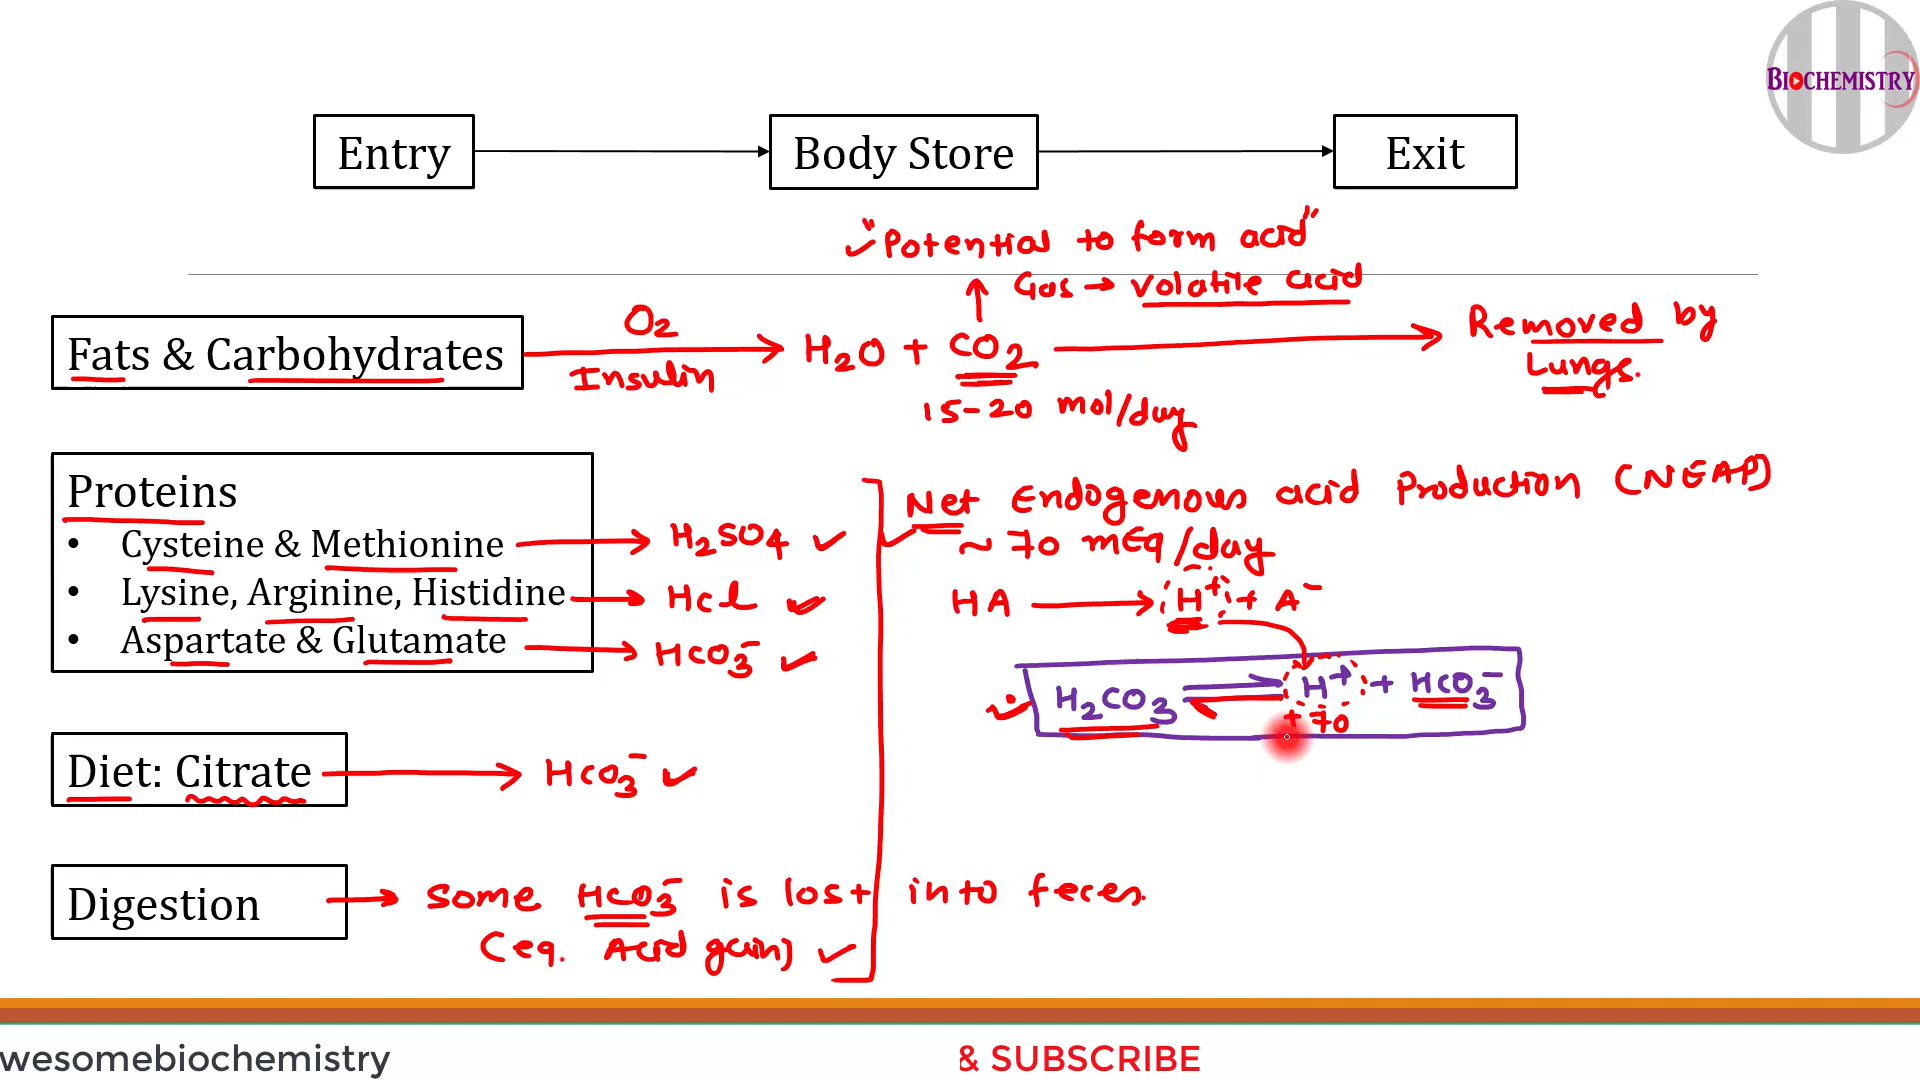 BIOCHEMISTRY
Entry
Body Store
Exit
"Potential to form acid"
Gas → Volatile acid
Fats & Carbohydrates
O2
Insulin
H2O + CO2
15-20 mol/day
Removed by
Lungs.
Proteins
• Cysteine & Methionine → H2SO4 ✓
• Lysine, Arginine, Histidine → HCl ✓
• Aspartate & Glutamate → HCO3- ✓
Net Endogenous acid Production (NEAP)
~ 70 mEq/day
HA → H+ + A-
H2CO3 ⇌ H+ + HCO3-
+ 70
Diet: Citrate → HCO3- ✓
Digestion → Some HCO3- is lost into feces.
(eq. Acid gain) ✓
wesomebiochemistry
& SUBSCRIBE